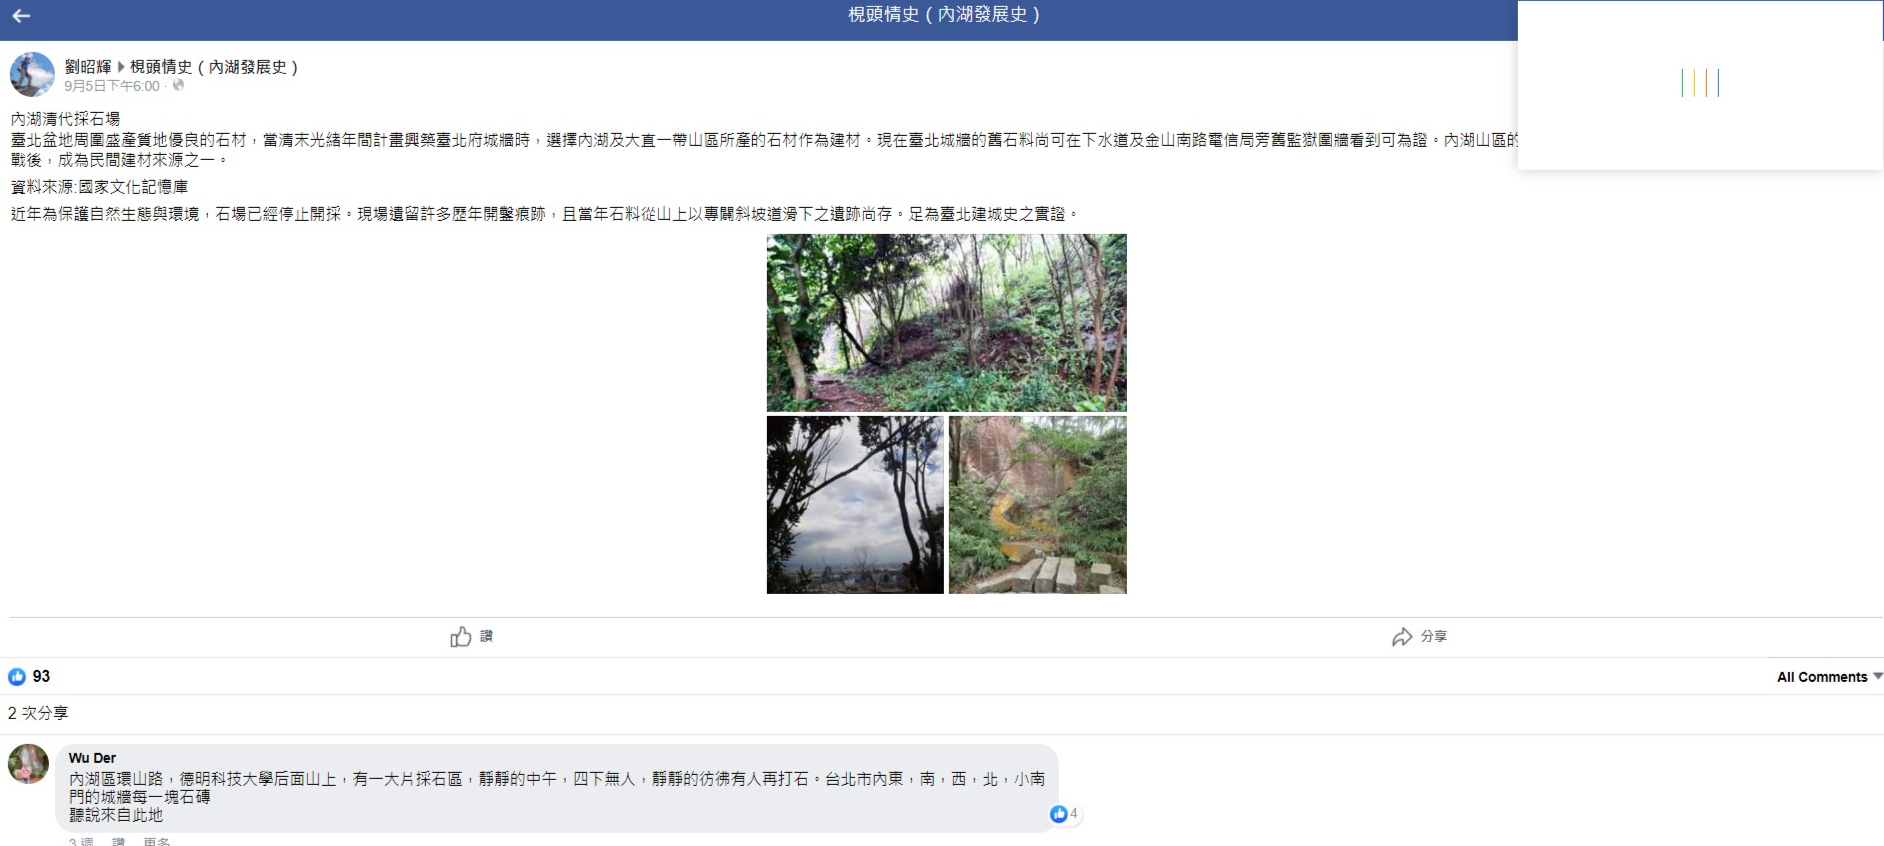 梘頭情史 ( 內湖發展史 )
劉昭輝 ▶ 梘頭情史 ( 內湖發展史 )
9月5日下午6:00 ·
內湖清代採石場
臺北盆地周圍盛產質地優良的石材，當清末光緒年間計畫興築臺北府城牆時，選擇內湖及大直一帶山區所產的石材作為建材。現在臺北城牆的舊石料尚可在下水道及金山南路電信局旁舊監獄圍牆看到可為證。內湖山區的
戰後，成為民間建材來源之一。
資料來源:國家文化記憶庫
近年為保護自然生態與環境，石場已經停止開採。現場遺留許多歷年開鑿痕跡，且當年石料從山上以專闢斜坡道滑下之遺跡尚存。足為臺北建城史之實證。
讚
分享
93
All Comments
2 次分享
Wu Der
內湖區環山路，德明科技大學后面山上，有一大片採石區，靜靜的中午，四下無人，靜靜的彷彿有人再打石。台北市內東，南，西，北，小南
門的城牆每一塊石磚
聽說來自此地
4
3 週 讚 更多